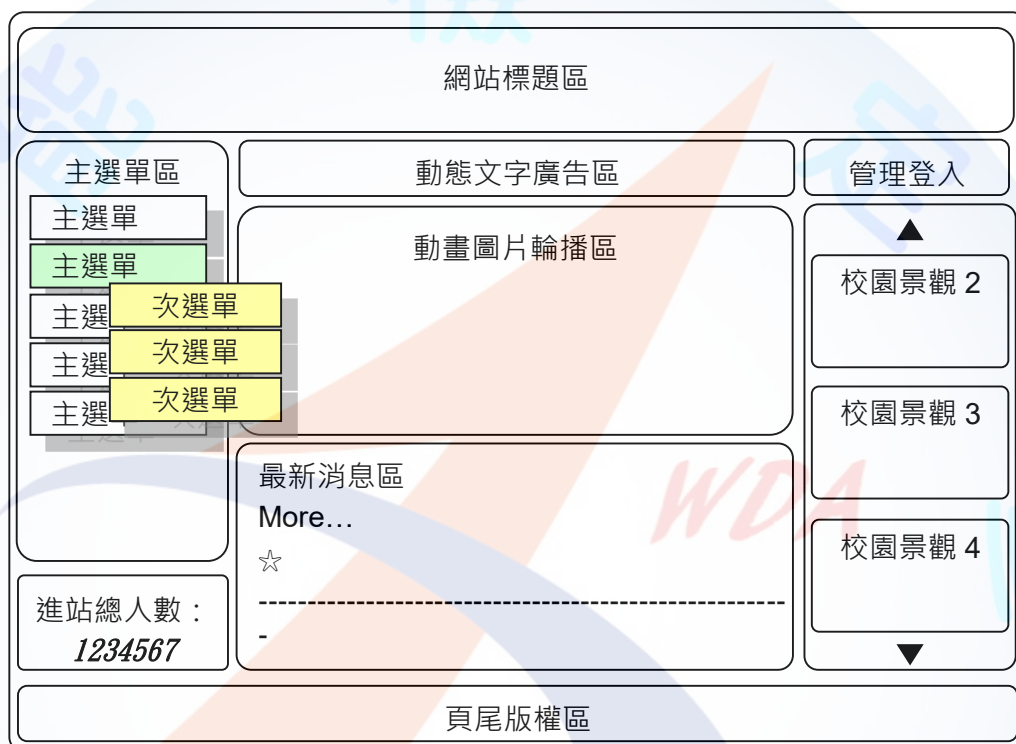 網站標題區
主選單區
動態文字廣告區
管理登入
主選單
主選單
次選單
主選
次選單
主選
次選單
主選
動畫圖片輪播區
▲
校園景觀 2
校園景觀 3
校園景觀 4
▼
最新消息區
More…
☆
--------------------------------------------------
-
進站總人數：
1234567
頁尾版權區
WDA